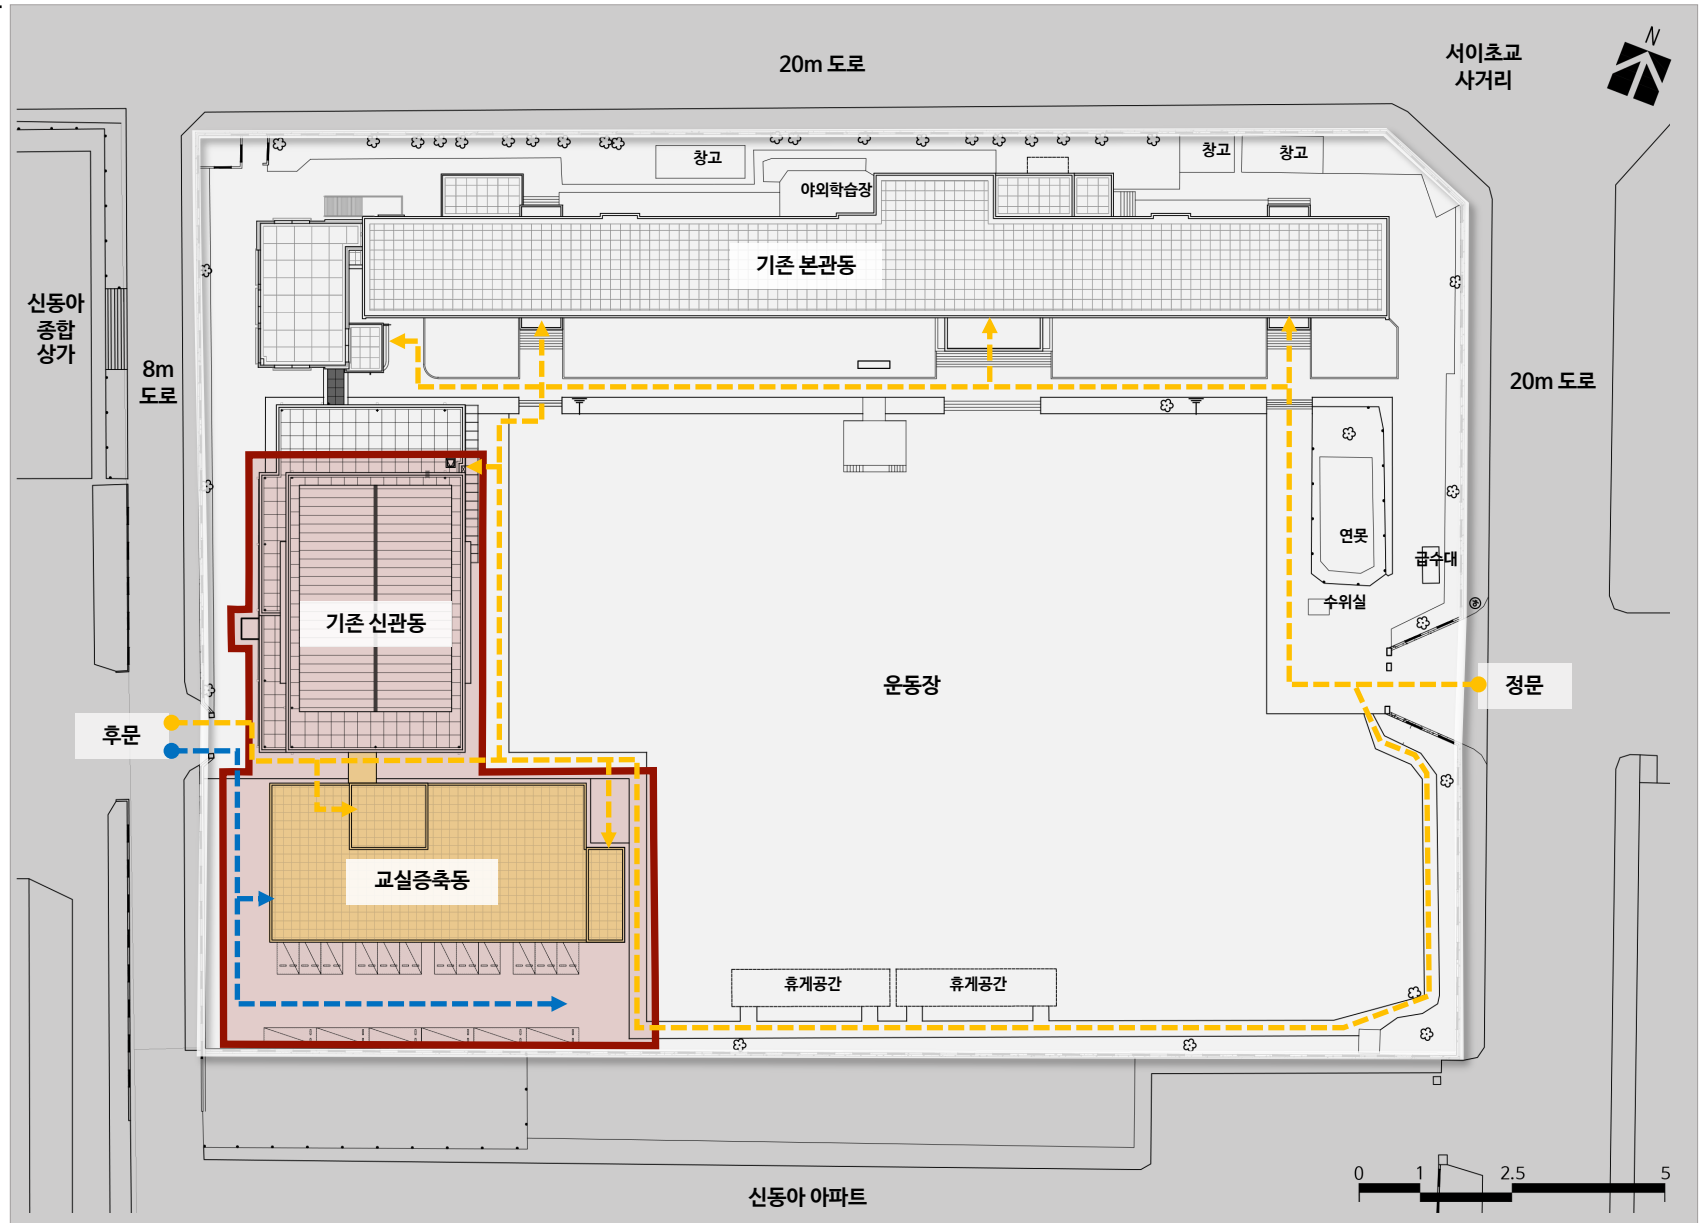 20m 도로
서이초교
사거리
N
창고
창고
창고
야외학습장
기존 본관동
신동아
종합
상가
8m
도로
20m 도로
연못
급수대
수위실
기존 신관동
운동장
정문
후문
교실증축동
휴게공간
휴게공간
신동아 아파트
0 1 2.5 5